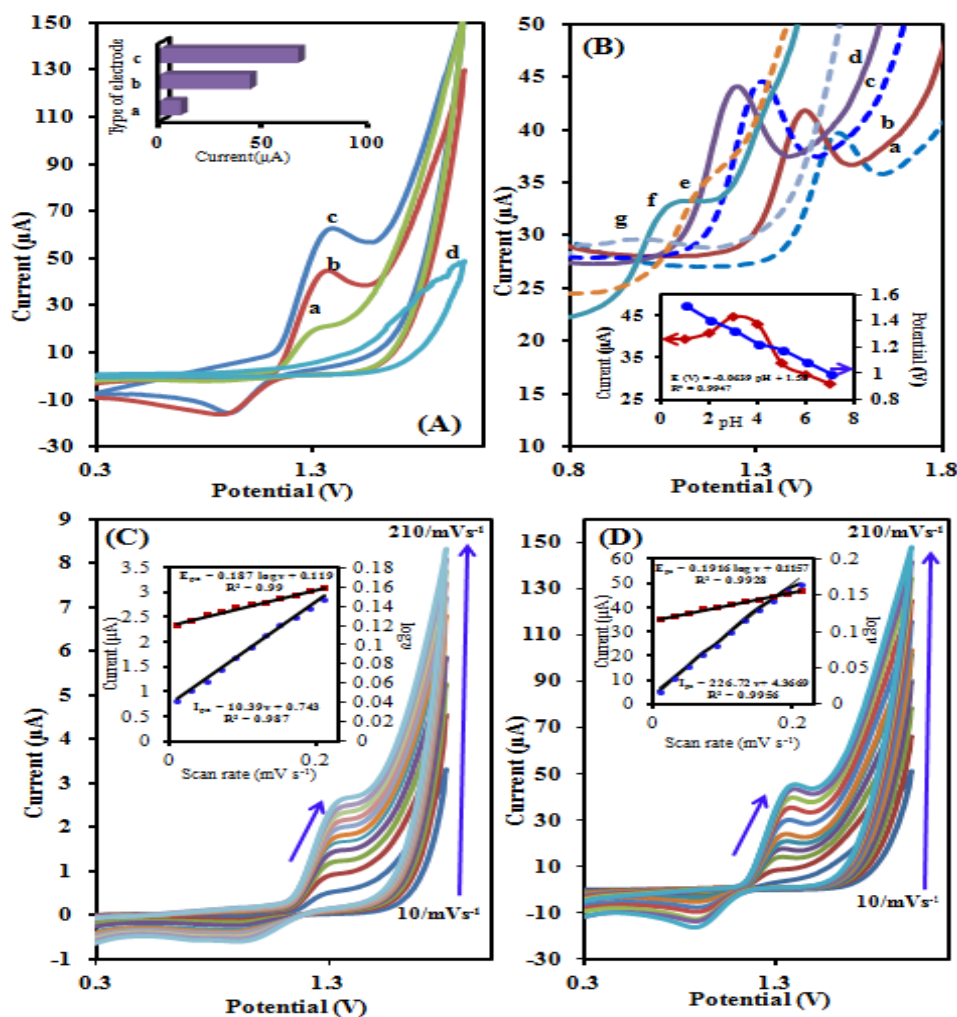 150
130
110
90
70
50
30
10
-10
-30
0.3
1.3
Current (µA)
Potential (V)
(A)
c
b
a
d
Type of electrode
c
b
a
0
50
100
Current(µA)
50
45
40
35
30
25
20
15
10
0.8
1.3
1.8
Current (µA)
Potential (V)
(B)
d
c
b
a
e
f
g
45
35
25
Current (µA)
1.6
1.4
1.2
1
0.8
Potential (V)
0
2
4
6
8
pH
R² = 0.9947
9
8
7
6
5
4
3
2
1
0
-1
0.3
1.3
Current (µA)
Potential (V)
(C)
210/mVs⁻¹
10/mVs⁻¹
3.5
3
2.5
2
1.5
1
0.5
0
Current (µA)
0.18
0.16
0.14
0.12
0.1
0.08
0.06
0.04
0.02
0
0
0.2
Scan rate (mV s⁻¹)
Eₚₐ = 0.187 logν + 0.119
R² = 0.99
Iₚₐ = 10.39ν + 0.743
R² = 0.987
150
130
110
90
70
50
30
10
-10
-30
0.3
1.3
Current (µA)
Potential (V)
(D)
210/mVs⁻¹
10/mVs⁻¹
60
50
40
30
20
10
0
Current (µA)
0.2
0.15
0.1
0.05
0
logν
0
0.2
Scan rate (mV s⁻¹)
Eₚₐ = 0.1916 logν + 0.1157
R² = 0.9928
Iₚₐ = 226.72 ν + 4.3669
R² = 0.9956